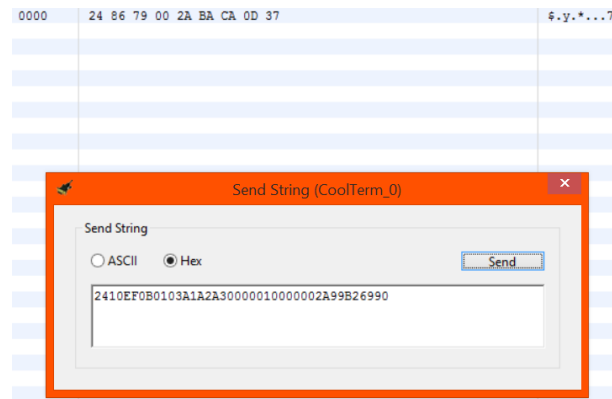 0000 24 86 79 00 2A BA CA 0D 37 $.y.*...7
Send String (CoolTerm_0)
Send String
ASCII Hex Send
2410EF0B0103A1A2A30000010000002A99B26990